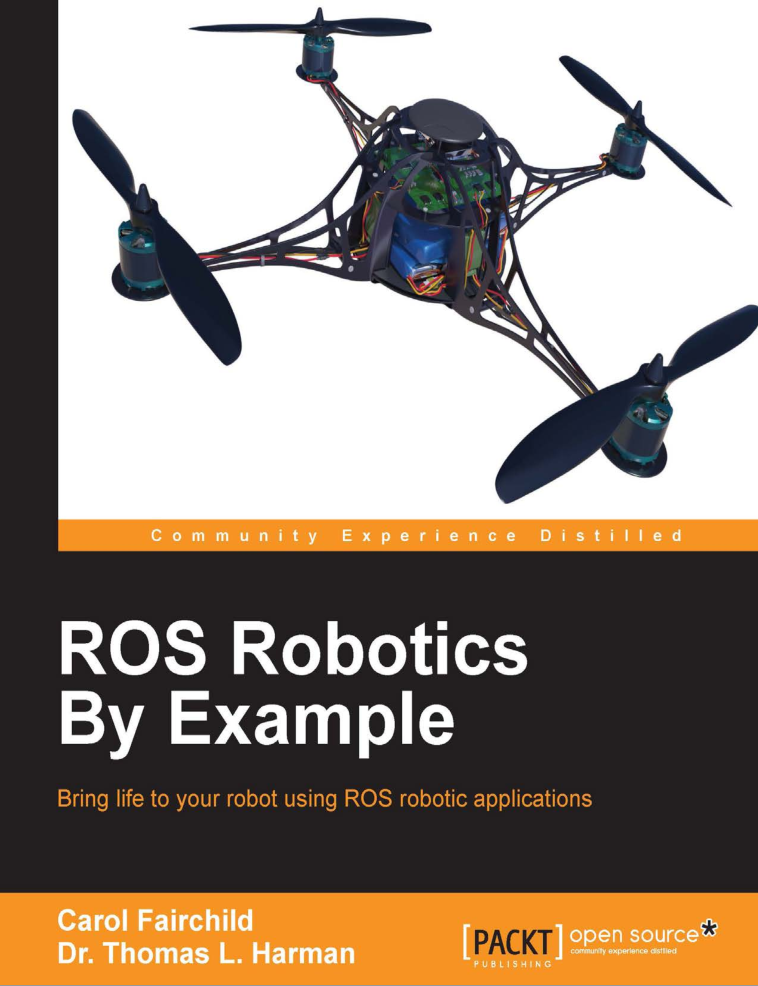 Community Experience Distilled
ROS Robotics
By Example
Bring life to your robot using ROS robotic applications
Carol Fairchild
Dr. Thomas L. Harman
[PACKT] open source*
PUBLISHING community experience distilled